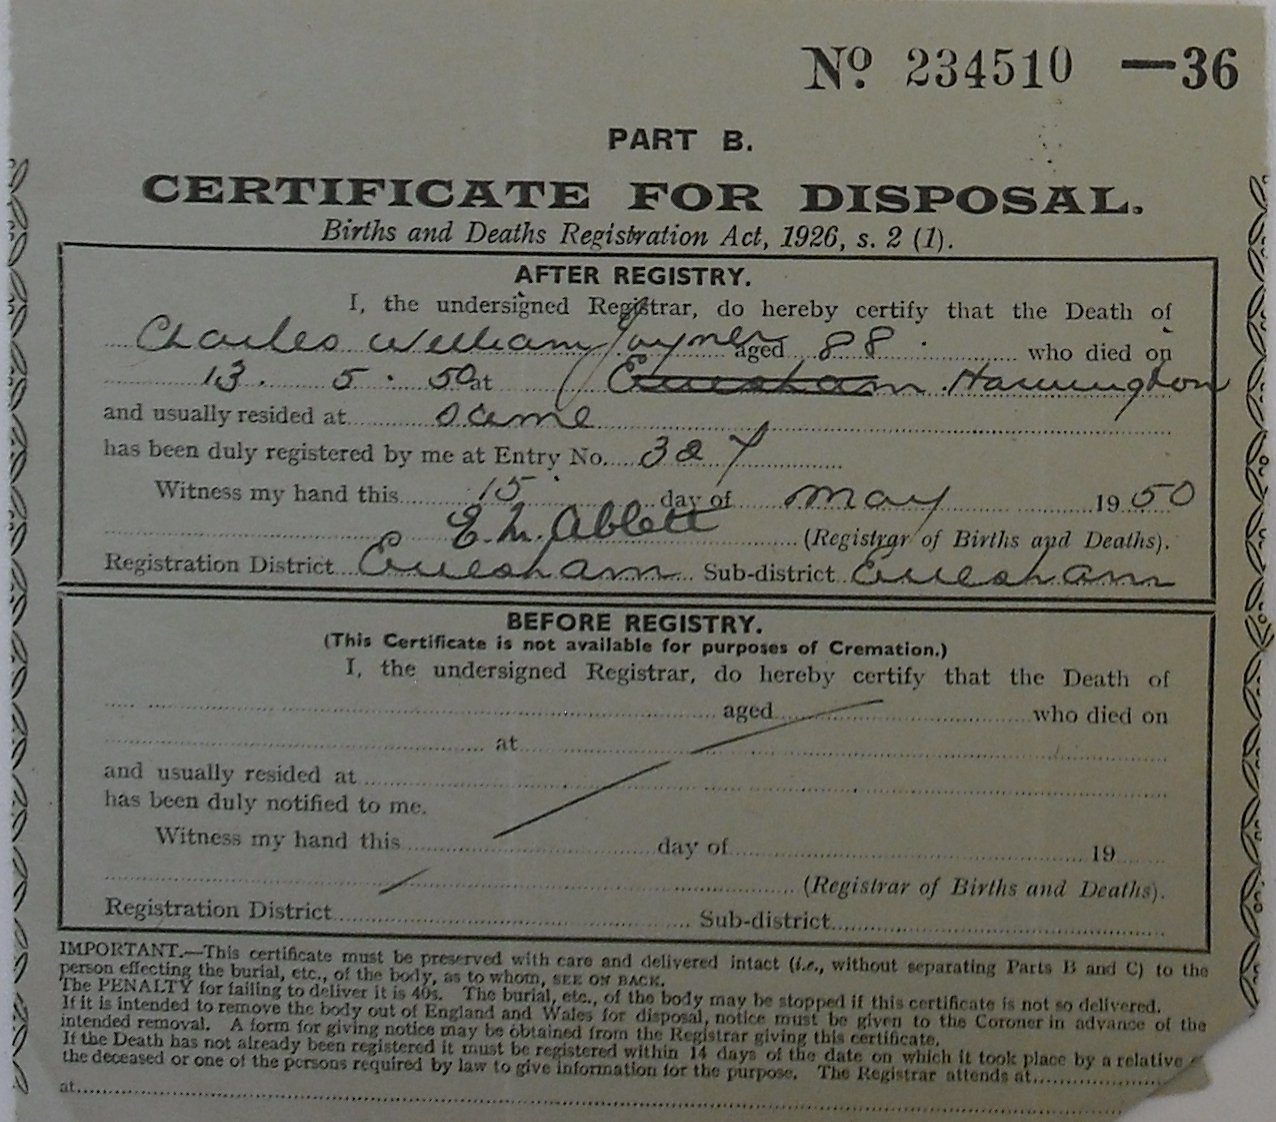 No. 234510 —36
PART B.
CERTIFICATE FOR DISPOSAL.
Births and Deaths Registration Act, 1926, s. 2 (1).
AFTER REGISTRY.
I, the undersigned Registrar, do hereby certify that the Death of
Charles William Joyner aged 88 who died on
13. 5. 50 at Evesham Harrington
and usually resided at same
has been duly registered by me at Entry No. 327
Witness my hand this 15 day of May 1950
E. M. Ablett (Registrar of Births and Deaths).
Registration District Evesham Sub-district Evesham
BEFORE REGISTRY.
(This Certificate is not available for purposes of Cremation.)
I, the undersigned Registrar, do hereby certify that the Death of
aged who died on
at
and usually resided at
has been duly notified to me.
Witness my hand this day of 19
(Registrar of Births and Deaths).
Registration District Sub-district
IMPORTANT.—This certificate must be preserved with care and delivered intact (i.e., without separating Parts B and C) to the
person effecting the burial, etc., of the body, as to whom, SEE ON BACK.
The PENALTY for failing to deliver it is 40s. The burial, etc., of the body may be stopped if this certificate is not so delivered.
If it is intended to remove the body out of England and Wales for disposal, notice must be given to the Coroner in advance of the
intended removal. A form for giving notice may be obtained from the Registrar giving this certificate.
If the Death has not already been registered it must be registered within 14 days of the date on which it took place by a relative
the deceased or one of the persons required by law to give information for the purpose. The Registrar attends at
at